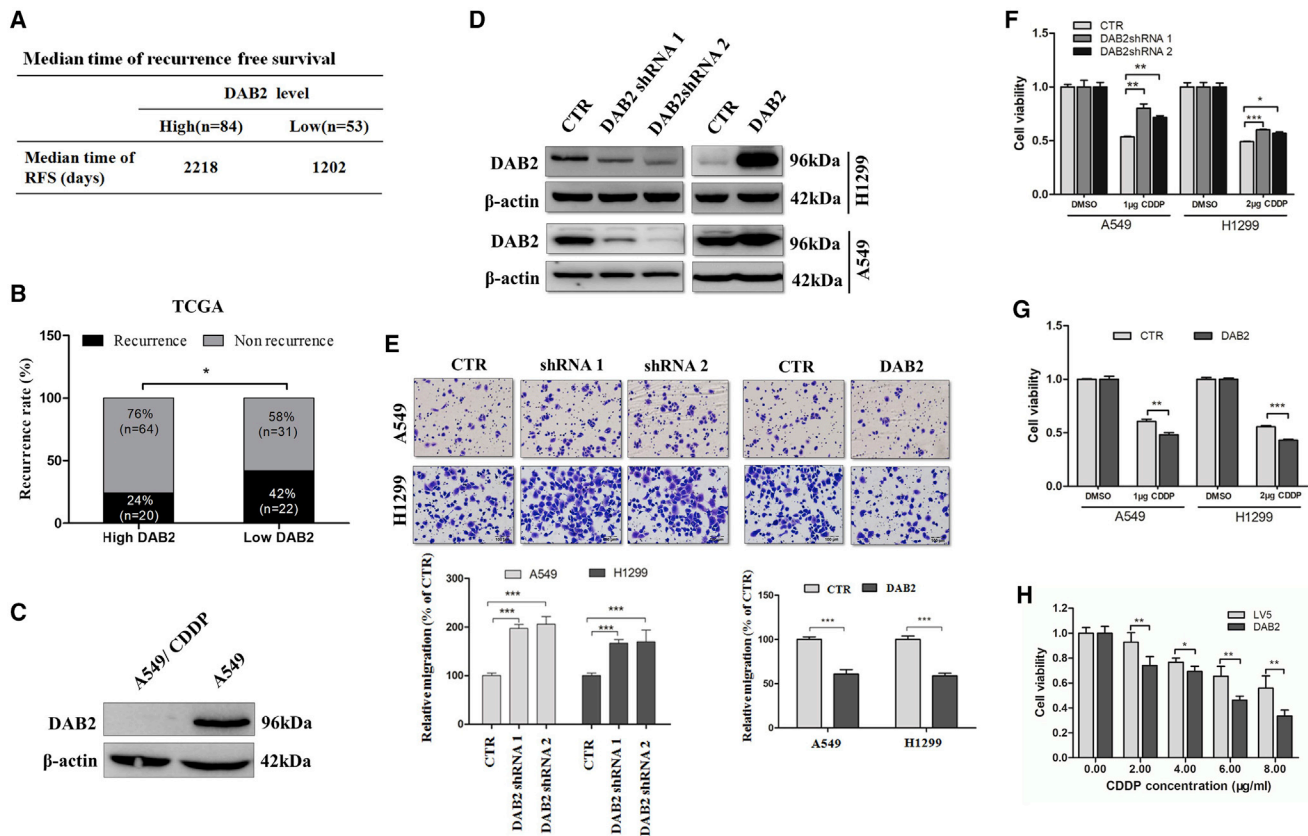 A
Median time of recurrence free survival
DAB2 level
High(n=84) Low(n=53)
Median time of RFS (days) 2218 1202
B
TCGA
Recurrence rate (%)
150
100
50
0
Recurrence Non recurrence
*
76% (n=64)
58% (n=31)
24% (n=20)
42% (n=22)
High DAB2 Low DAB2
C
A549/ CDDP A549
DAB2 96kDa
β-actin 42kDa
D
CTR DAB2 shRNA 1 DAB2shRNA 2 CTR DAB2
DAB2 96kDa
β-actin 42kDa
H1299
DAB2 96kDa
β-actin 42kDa
A549
E
CTR shRNA 1 shRNA 2 CTR DAB2
A549
H1299
Relative migration (% of CTR)
300
200
100
0
A549 H1299
*** *** *** ***
CTR DAB2 shRNA 1 DAB2 shRNA 2 CTR DAB2 shRNA 1 DAB2 shRNA 2
Relative migration (% of CTR)
150
100
50
0
CTR DAB2
*** ***
A549 H1299
F
CTR
DAB2shRNA 1
DAB2shRNA 2
Cell viability
1.5
1.0
0.5
0.0
** ** * ***
DMSO 1μg CDDP DMSO 2μg CDDP
A549 H1299
G
CTR DAB2
Cell viability
1.5
1.0
0.5
0.0
** ***
DMSO 1μg CDDP DMSO 2μg CDDP
A549 H1299
H
LV5
DAB2
Cell viability
1.2
1.0
0.8
0.6
0.4
0.2
0.0
** * ** **
0.00 2.00 4.00 6.00 8.00
CDDP concentration (μg/ml)